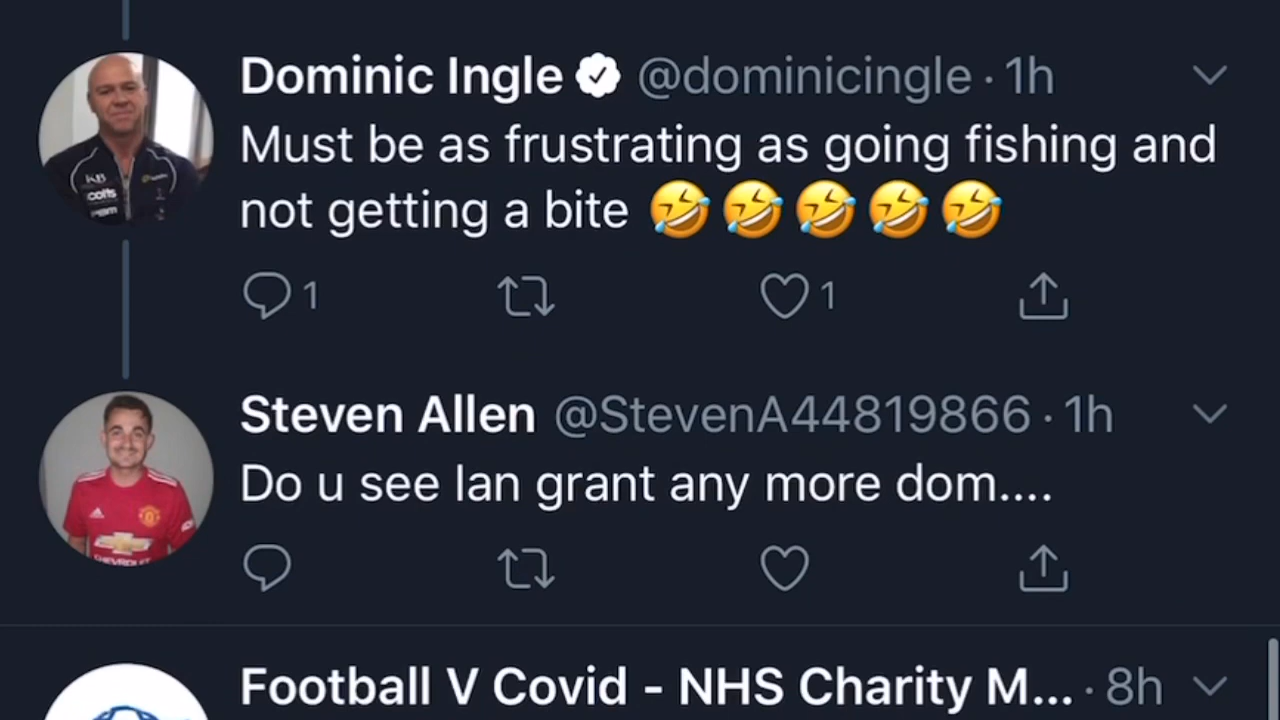 Dominic Ingle @dominicingle · 1h
Must be as frustrating as going fishing and
not getting a bite 🤣🤣🤣🤣🤣
1 1
Steven Allen @StevenA44819866 · 1h
Do u see Ian grant any more dom....
CHEVROLET
Football V Covid - NHS Charity M... · 8h